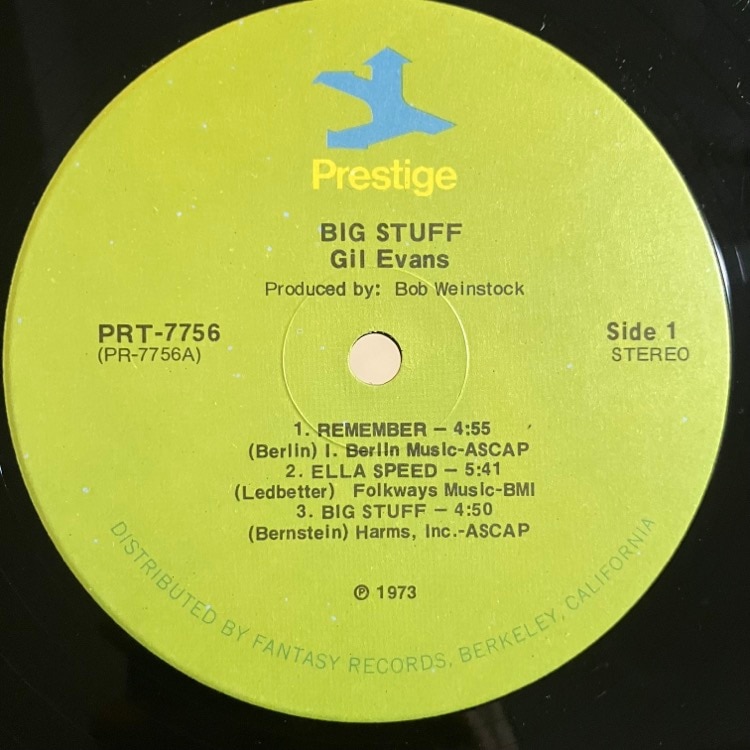 Prestige
BIG STUFF
Gil Evans
Produced by: Bob Weinstock
PRT-7756
(PR-7756A)
Side 1
STEREO
1. REMEMBER – 4:55
(Berlin) I. Berlin Music-ASCAP
2. ELLA SPEED – 5:41
(Ledbetter) Folkways Music-BMI
3. BIG STUFF – 4:50
(Bernstein) Harms, Inc.-ASCAP
℗ 1973
DISTRIBUTED BY FANTASY RECORDS, BERKELEY, CALIFORNIA